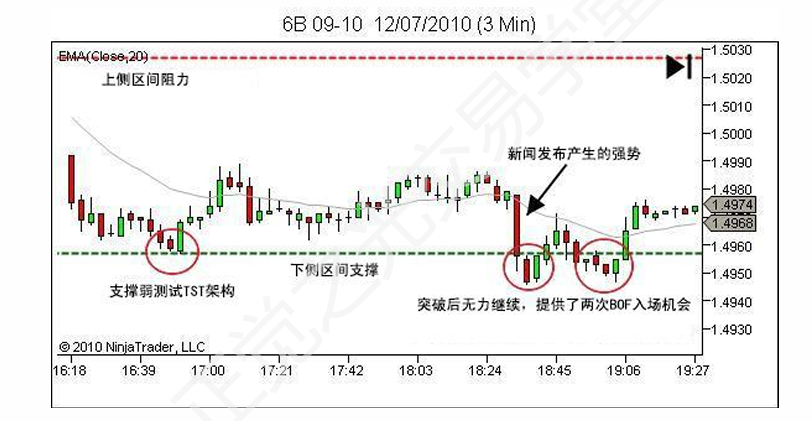 6B 09-10  12/07/2010 (3 Min)
EMA(Close,20)
上侧区间阻力
新闻发布产生的强势
下侧区间支撑
支撑弱测试TST架构
突破后无力继续，提供了两次BOF入场机会
© 2010 NinjaTrader, LLC
1.5030
1.5020
1.5010
1.5000
1.4990
1.4980
1.4974
1.4968
1.4960
1.4950
1.4940
1.4930
16:18 16:39 17:00 17:21 17:42 18:03 18:24 18:45 19:06 19:27